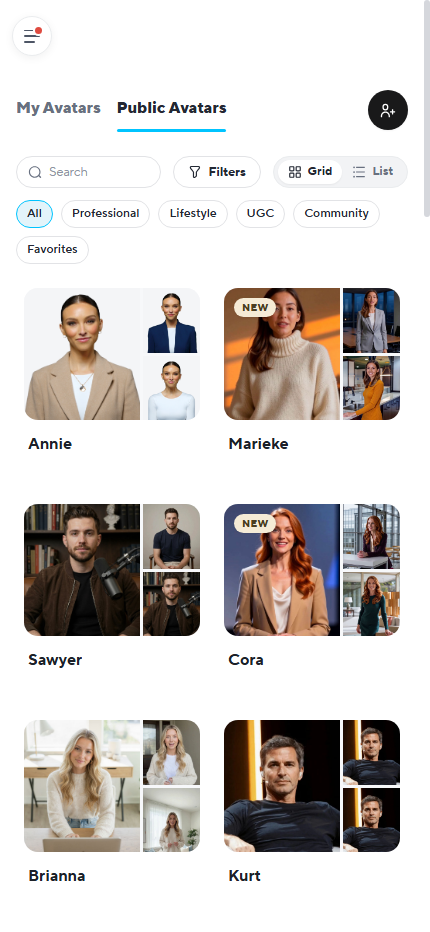 My Avatars Public Avatars
Search Filters Grid List
All Professional Lifestyle UGC Community
Favorites
NEW
Annie Marieke
NEW
Sawyer Cora
Brianna Kurt